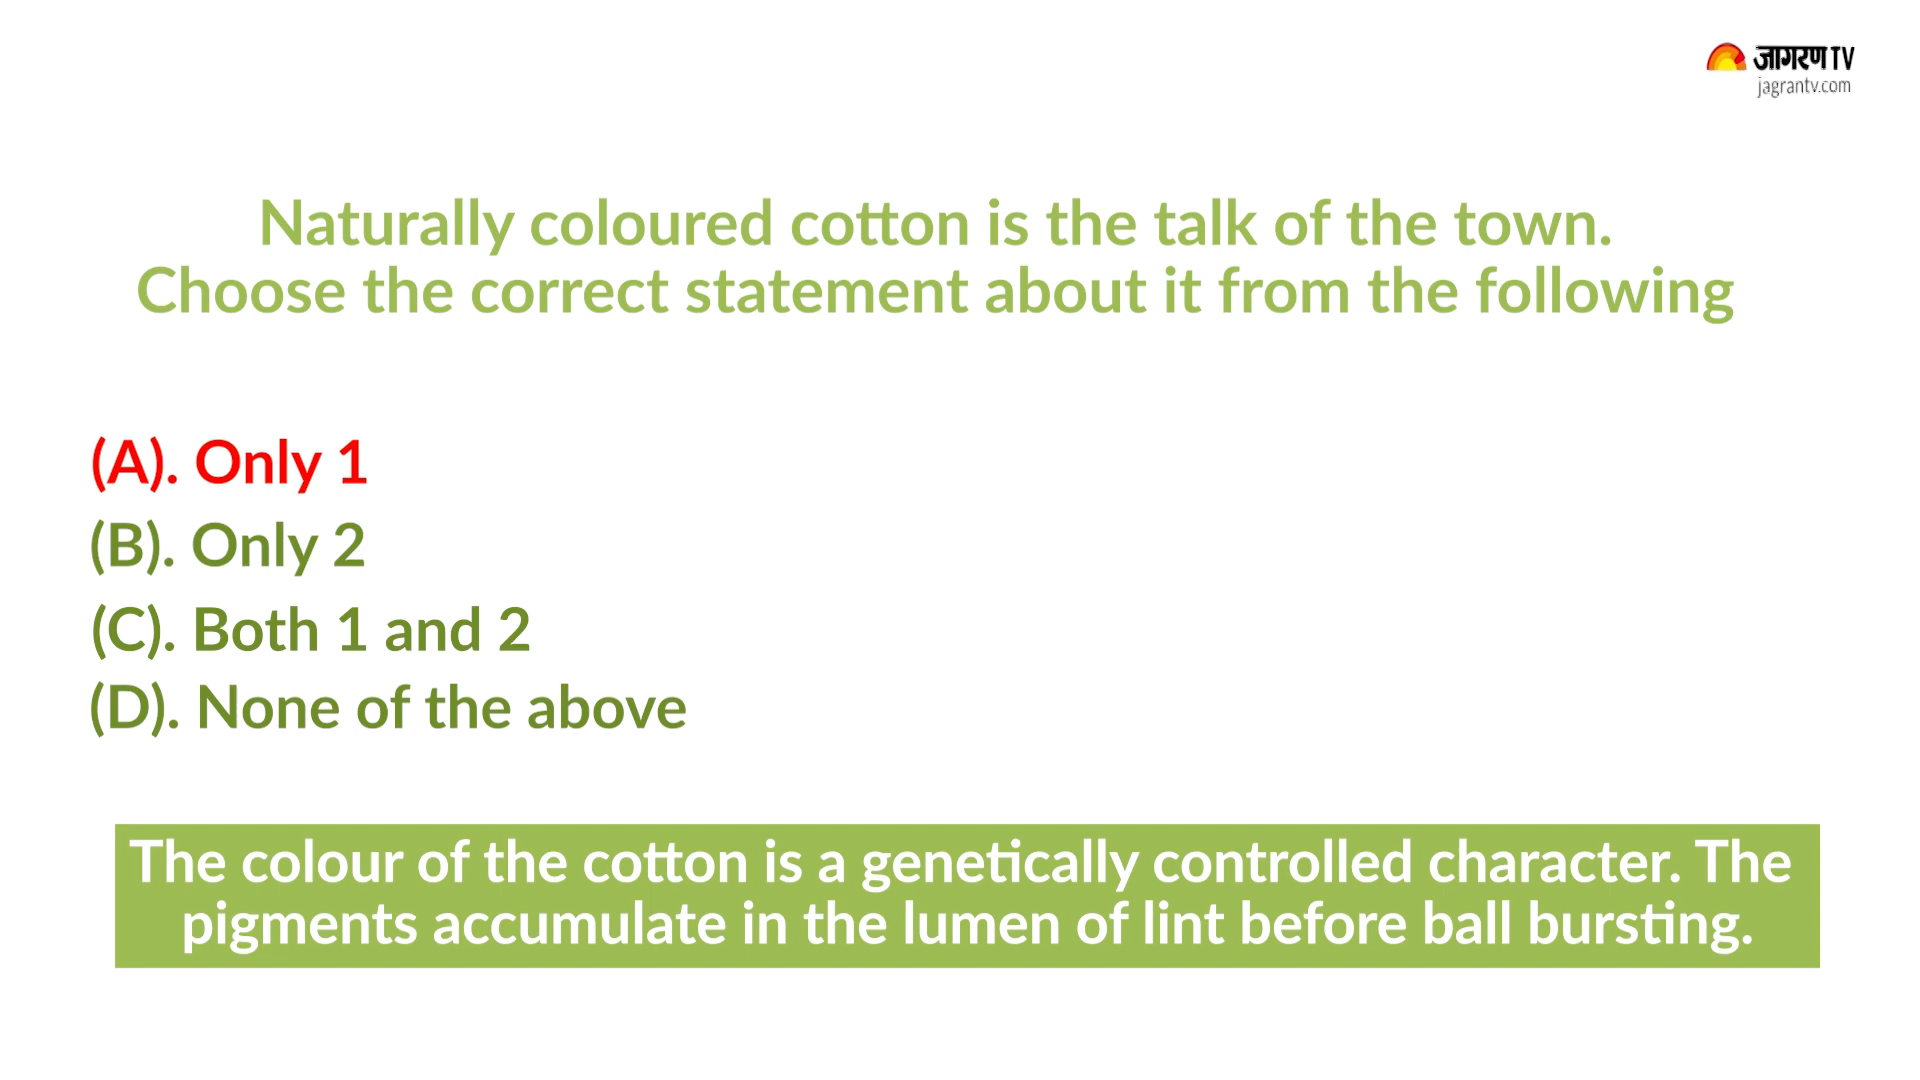 जागरण TV
jagrantv.com
Naturally coloured cotton is the talk of the town.
Choose the correct statement about it from the following
(A). Only 1
(B). Only 2
(C). Both 1 and 2
(D). None of the above
The colour of the cotton is a genetically controlled character. The
pigments accumulate in the lumen of lint before ball bursting.